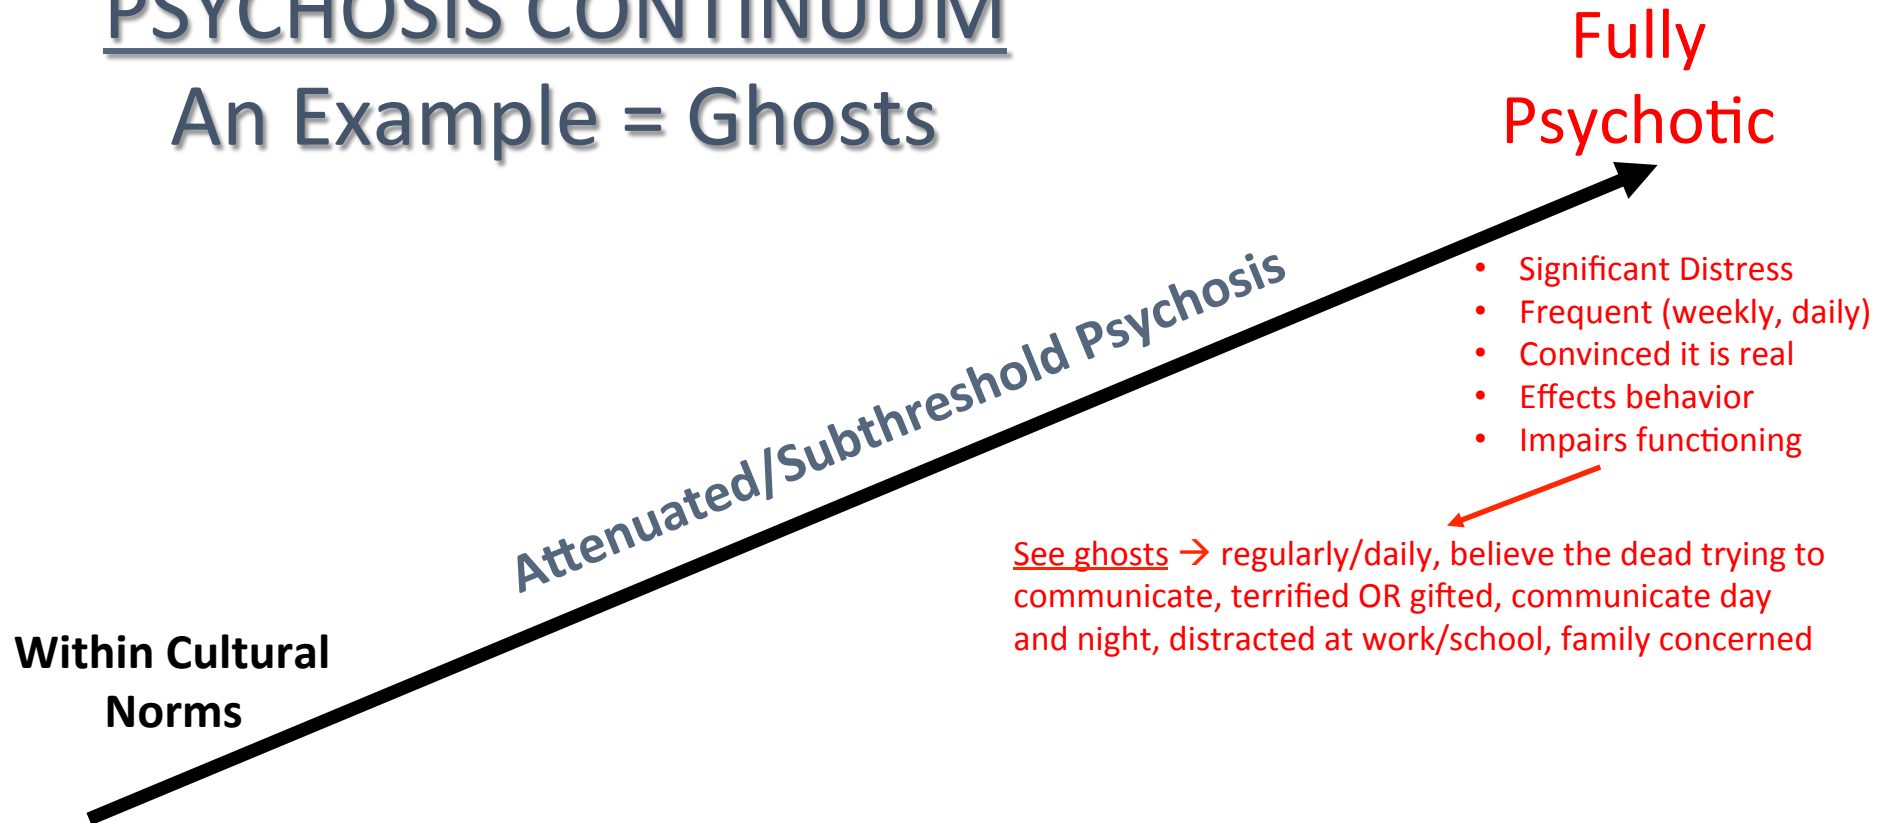 PSYCHOSIS CONTINUUM
An Example = Ghosts
Fully
Psychotic
Attenuated/Subthreshold Psychosis
• Significant Distress
• Frequent (weekly, daily)
• Convinced it is real
• Effects behavior
• Impairs functioning
See ghosts → regularly/daily, believe the dead trying to
communicate, terrified OR gifted, communicate day
and night, distracted at work/school, family concerned
Within Cultural
Norms